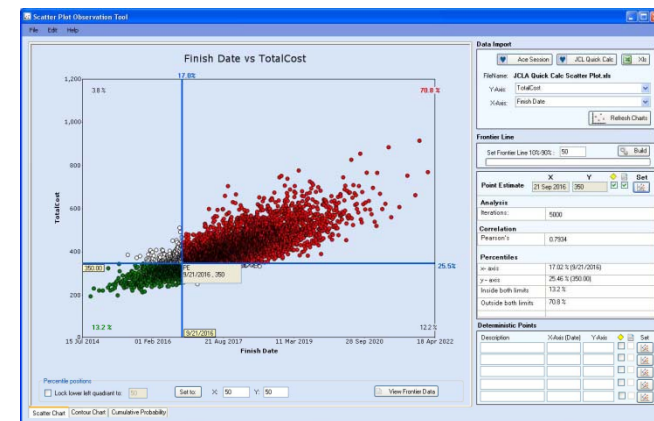 Scatter Plot Observation Tool
File Edit Help
Finish Date vs TotalCost
17.0%
3.8 %
70.8 %
1,200
1,000
800
600
400
350.00
200
0
TotalCost
PE
9/21/2016 , 350
25.5%
13.2 %
9/21/2016
12.2%
15 Jul 2014 01 Feb 2016 21 Aug 2017 11 Mar 2019 28 Sep 2020 18 Apr 2022
Finish Date
Percentile positions
Lock lower left quadrant to: 50 Set to: X: 50 Y: 50 View Frontier Data
Scatter Chart Contour Chart Cumulative Probability
Data Import
Ace Session JCL Quick Calc Xls
FileName: JCLA Quick Calc Scatter Plot.xls
Y-Axis: TotalCost
X-Axis: Finish Date
Refresh Charts
Frontier Line
Set Frontier Line 10%-90% : 50 Build
X Y Set
Point Estimate 21 Sep 2016 350
Analysis
Iterations: 5000
Correlation
Pearson's 0.7934
Percentiles
x- axis 17.02 % (9/21/2016)
y - axis 25.46 % (350.00)
Inside both limits 13.2 %
Outside both limits 70.8 %
Deterministic Points
Description X-Axis (Date) Y-Axis Set